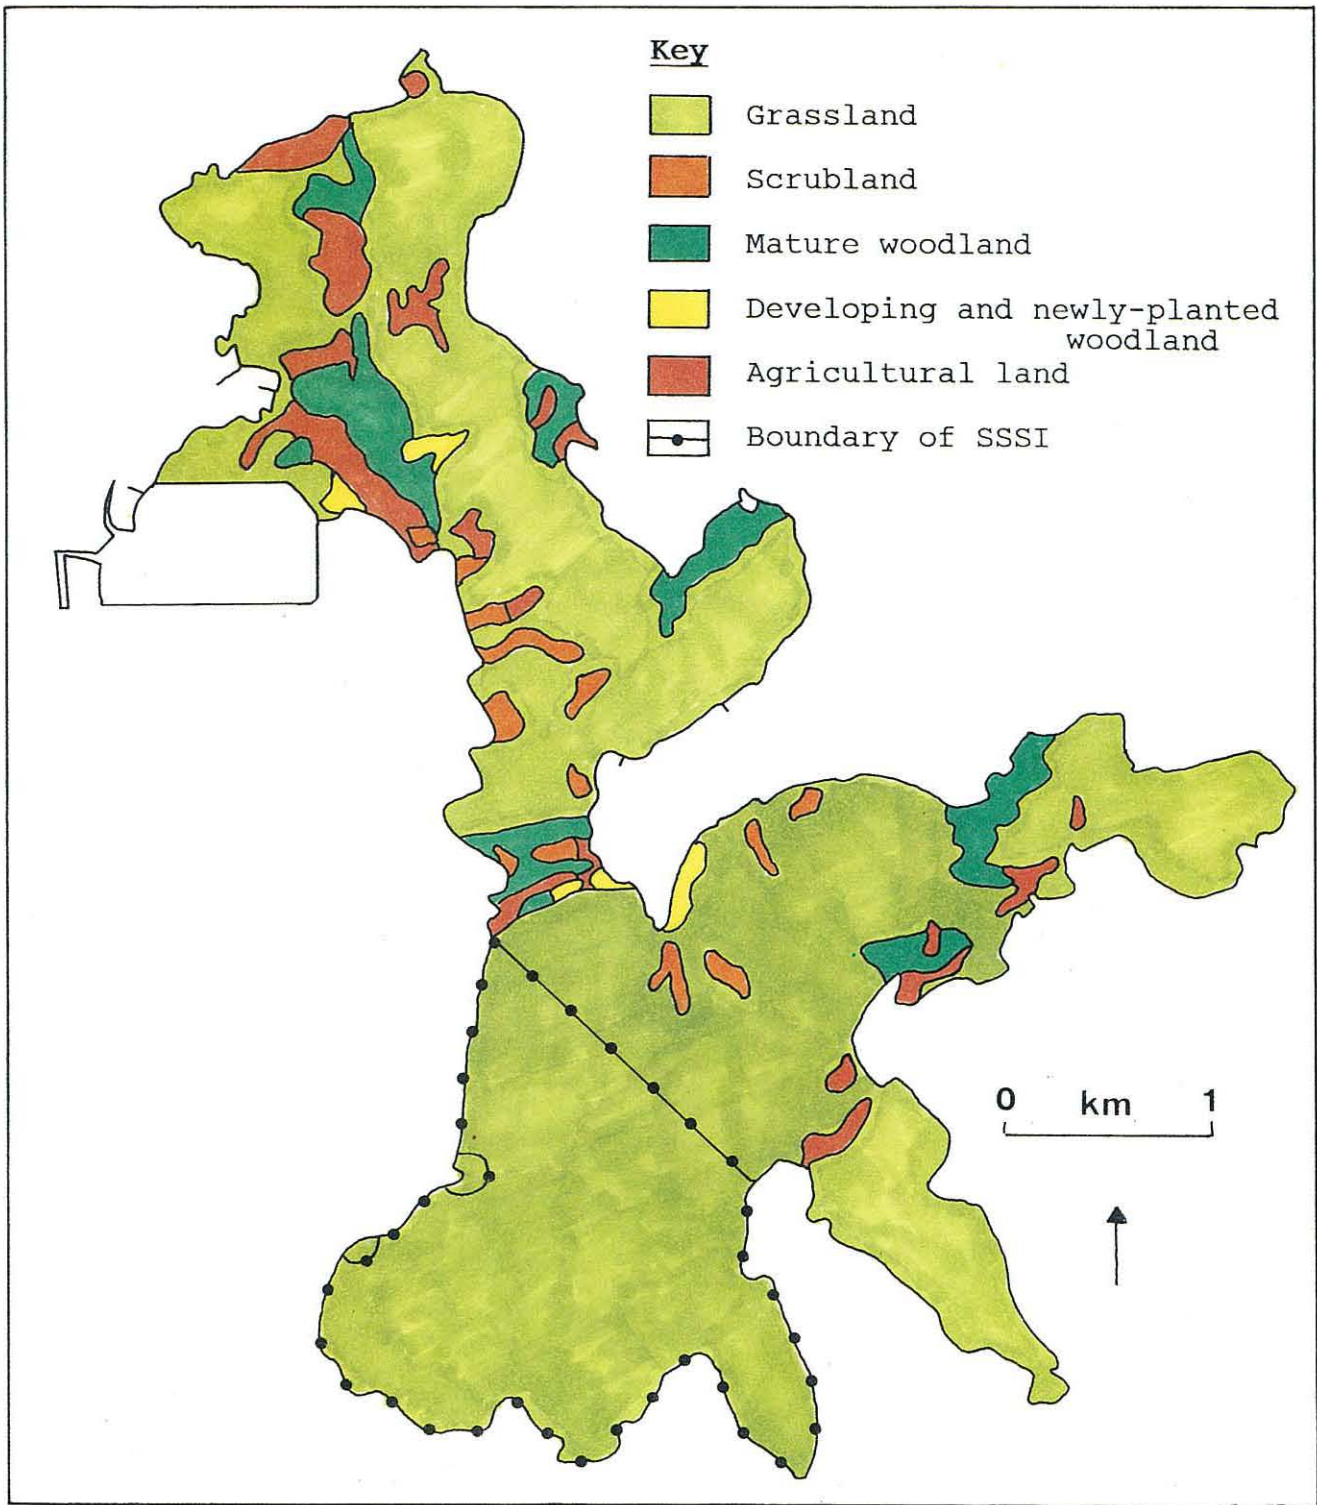 Key
Grassland
Scrubland
Mature woodland
Developing and newly-planted
woodland
Agricultural land
Boundary of SSSI
0 km 1